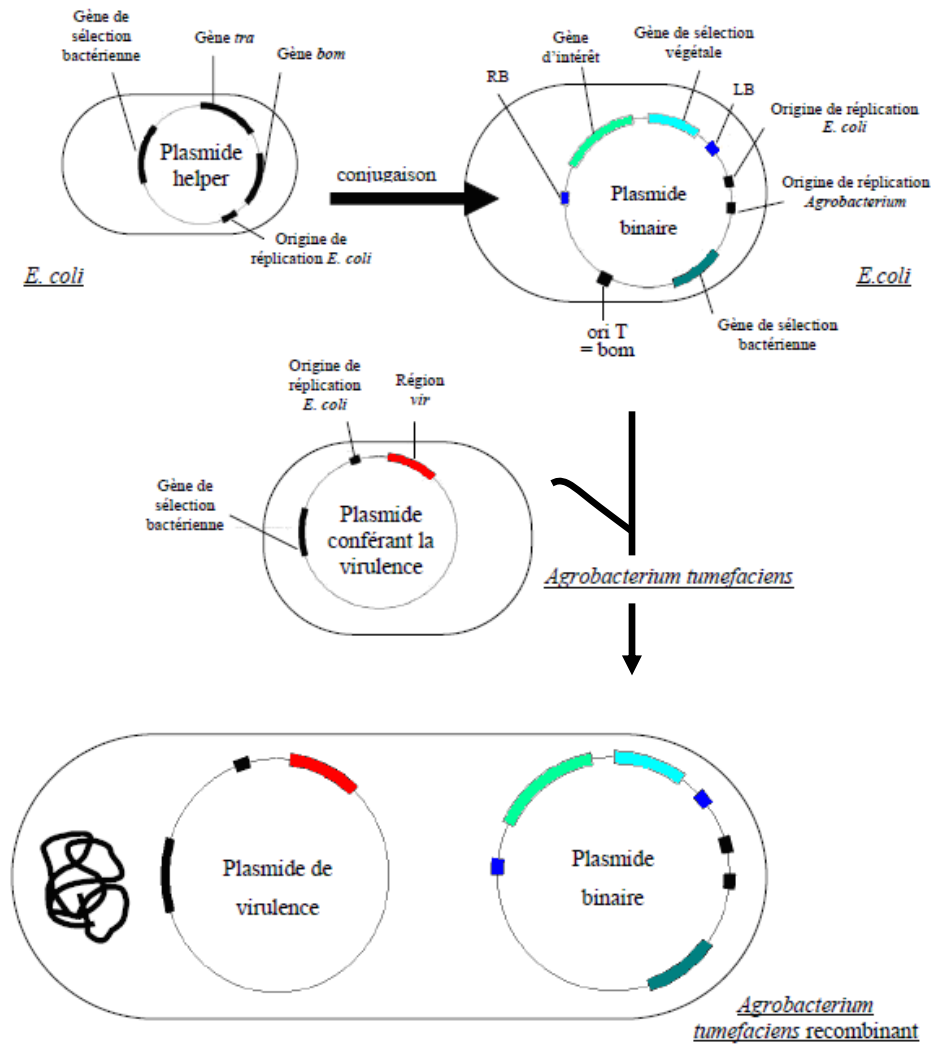 Gène de
sélection
bactérienne
Gène tra
Gène bom
Plasmide
helper
Origine de
réplication E. coli
E. coli
conjugaison
RB
Gène
d'intérêt
Gène de sélection
végétale
LB
Origine de réplication
E. coli
Origine de réplication
Agrobacterium
Plasmide
binaire
ori T
= bom
Gène de sélection
bactérienne
E.coli
Origine de
réplication
E. coli
Région
vir
Gène de
sélection
bactérienne
Plasmide
conférant la
virulence
Agrobacterium tumefaciens
Plasmide de
virulence
Plasmide
binaire
Agrobacterium
tumefaciens recombinant